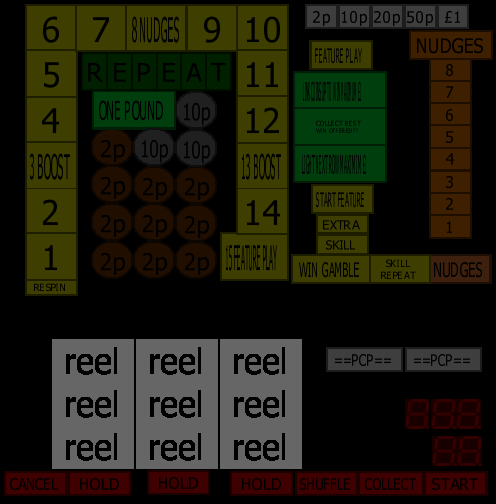 6 7 8 NUDGES 9 10
2p 10p 20p 50p £1
FEATURE PLAY
NUDGES
5 R E P E A T 11
8
7
6
5
4
3
2
1
4 ONE POUND 10p 12
COLLECT BEST
WIN OFFERED!!
3 BOOST 2p 10p 10p 13 BOOST
2p 2p 2p
2 2p 2p 2p 14
START FEATURE
EXTRA
SKILL
1 2p 2p 2p 15 FEATURE PLAY
WIN GAMBLE
SKILL
REPEAT
NUDGES
RESPIN
reel reel reel
==PCP== ==PCP==
reel reel reel
reel reel reel
CANCEL HOLD HOLD HOLD SHUFFLE COLLECT START